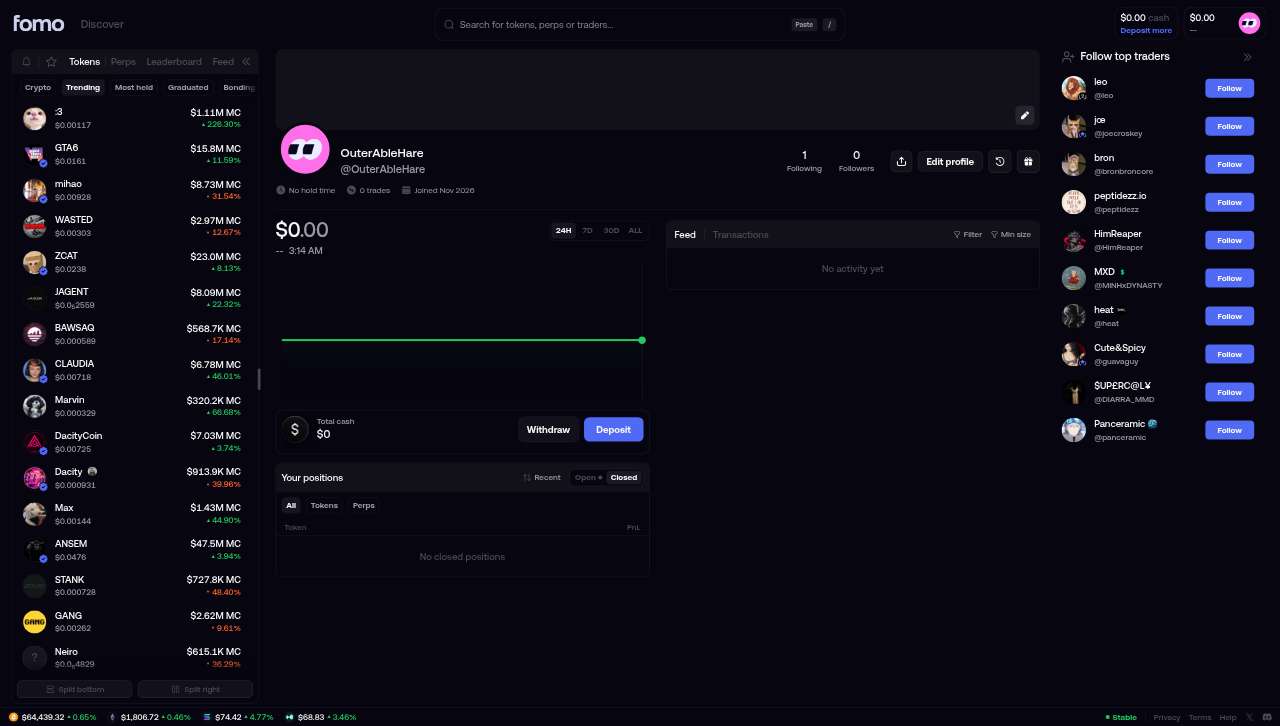 fomo
Discover
Search for tokens, perps or traders...
Paste
/
$0.00 cash
Deposit more
$0.00
—
Tokens
Perps
Leaderboard
Feed
Crypto
Trending
Most held
Graduated
Bonding
:3
$0.00117
$1.11M MC
226.30%
GTA6
$0.0161
$15.8M MC
11.59%
mihao
$0.00928
$8.73M MC
31.54%
WASTED
$0.00303
$2.97M MC
12.67%
ZCAT
$0.0238
$23.0M MC
8.13%
JAGENT
$0.0₅2559
$8.09M MC
22.32%
BAWSAQ
$0.000589
$568.7K MC
17.14%
CLAUDIA
$0.00718
$6.78M MC
46.01%
Marvin
$0.000329
$320.2K MC
66.68%
DacityCoin
$0.00725
$7.03M MC
3.74%
Dacity
$0.000931
$913.9K MC
39.96%
Max
$0.00144
$1.43M MC
44.90%
ANSEM
$0.0476
$47.5M MC
3.94%
STANK
$0.000728
$727.8K MC
48.40%
GANG
GANG
$0.00262
$2.62M MC
9.61%
?
Neiro
$615.1K MC
36.29%
Split bottom
Split right
OuterAbleHare
@OuterAbleHare
1
Following
0
Followers
Edit profile
No hold time
0 trades
Joined Nov 2026
$0.00
-- 3:14 AM
24H
7D
30D
ALL
$
Total cash
$0
Withdraw
Deposit
Your positions
Recent
Open
Closed
All
Tokens
Perps
Token
PnL
No closed positions
Feed
Transactions
Filter
Min size
No activity yet
Follow top traders
leo
@leo
Follow
jœ
@joecroskey
Follow
bron
@bronbroncore
Follow
peptidezz.io
@peptidezz
Follow
HimReaper
@HimReaper
Follow
MXD
@MINHxDYNASTY
Follow
heat
@heat
Follow
Cute&Spicy
@guavaguy
Follow
$UP£RC@L¥
@DIARRA_MMD
Follow
Panceramic
@panceramic
Follow
$64,439.32 0.65%
$1,806.72 0.46%
$74.42 4.77%
$68.83 3.46%
Stable
Privacy
Terms
Help